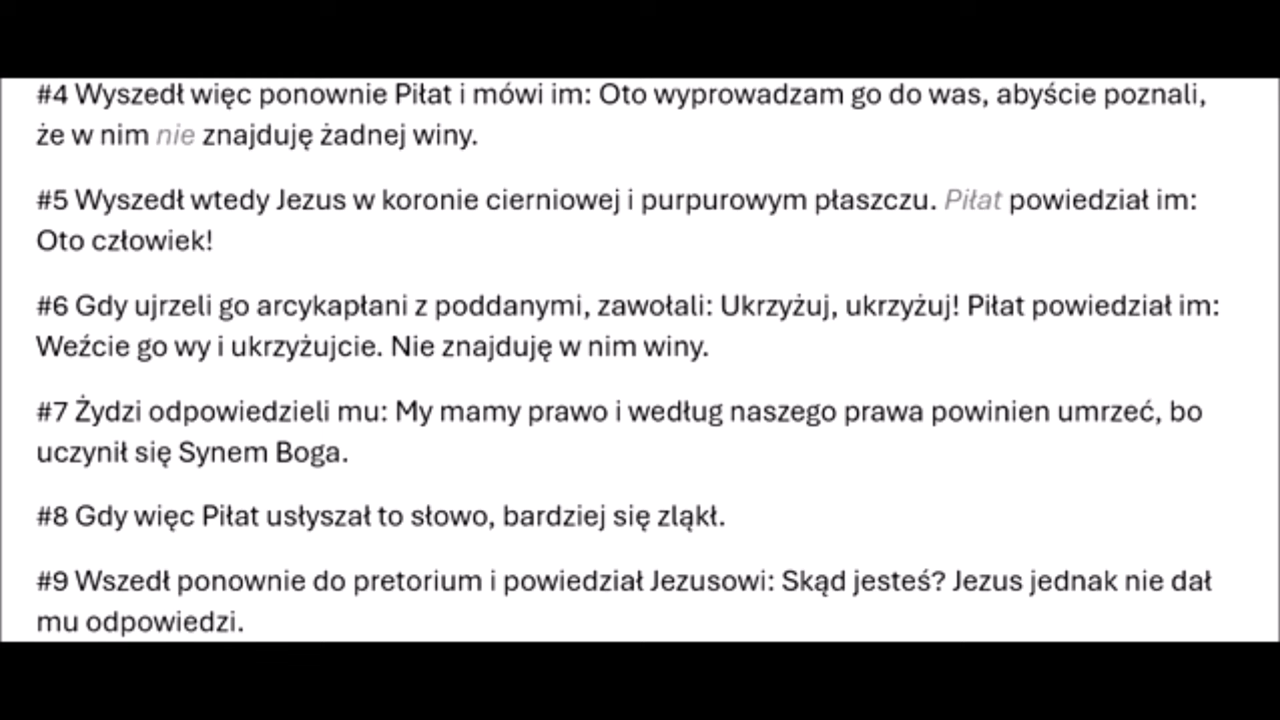 #4 Wyszedł więc ponownie Piłat i mówi im: Oto wyprowadzam go do was, abyście poznali,
że w nim nie znajduję żadnej winy.
#5 Wyszedł wtedy Jezus w koronie cierniowej i purpurowym płaszczu. Piłat powiedział im:
Oto człowiek!
#6 Gdy ujrzeli go arcykapłani z poddanymi, zawołali: Ukrzyżuj, ukrzyżuj! Piłat powiedział im:
Weźcie go wy i ukrzyżujcie. Nie znajduję w nim winy.
#7 Żydzi odpowiedzieli mu: My mamy prawo i według naszego prawa powinien umrzeć, bo
uczynił się Synem Boga.
#8 Gdy więc Piłat usłyszał to słowo, bardziej się zląkł.
#9 Wszedł ponownie do pretorium i powiedział Jezusowi: Skąd jesteś? Jezus jednak nie dał
mu odpowiedzi.